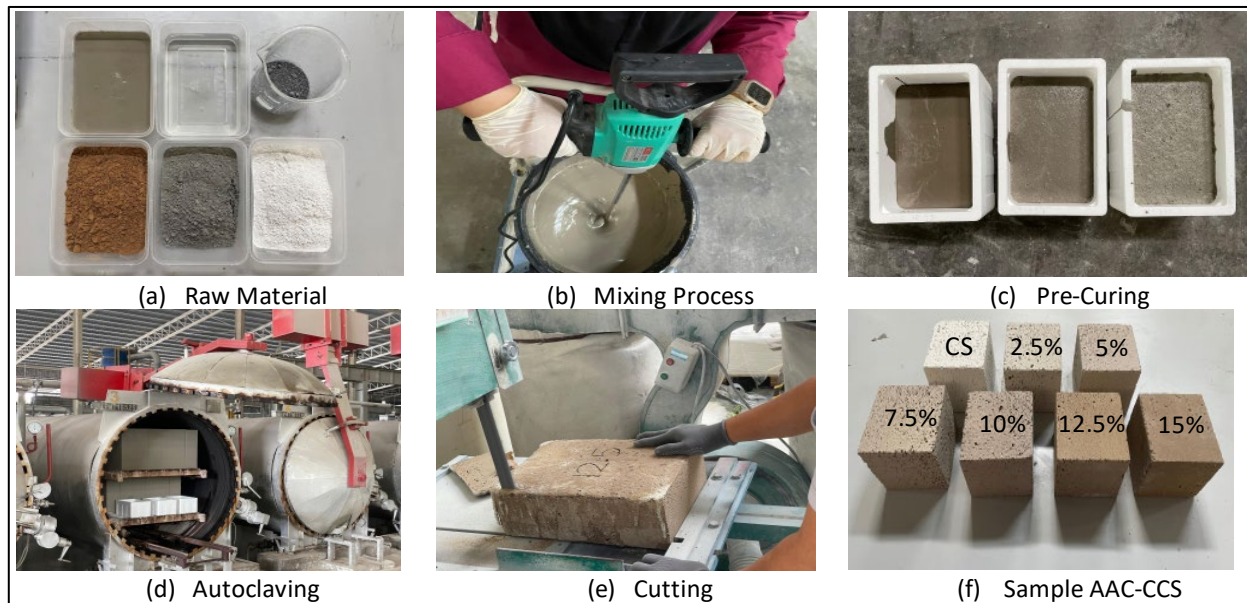 (a) Raw Material
(b) Mixing Process
(c) Pre-Curing
(d) Autoclaving
(e) Cutting
CS
2.5%
5%
7.5%
10%
12.5%
15%
(f) Sample AAC-CCS